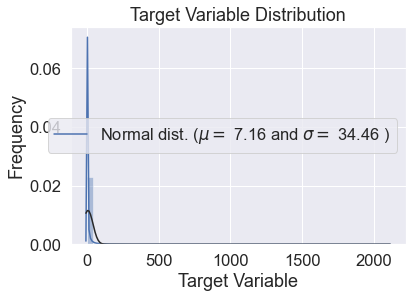 Target Variable Distribution
Frequency
0.06
0.04
0.02
0.00
Normal dist. (μ = 7.16 and σ = 34.46 )
0 500 1000 1500 2000
Target Variable